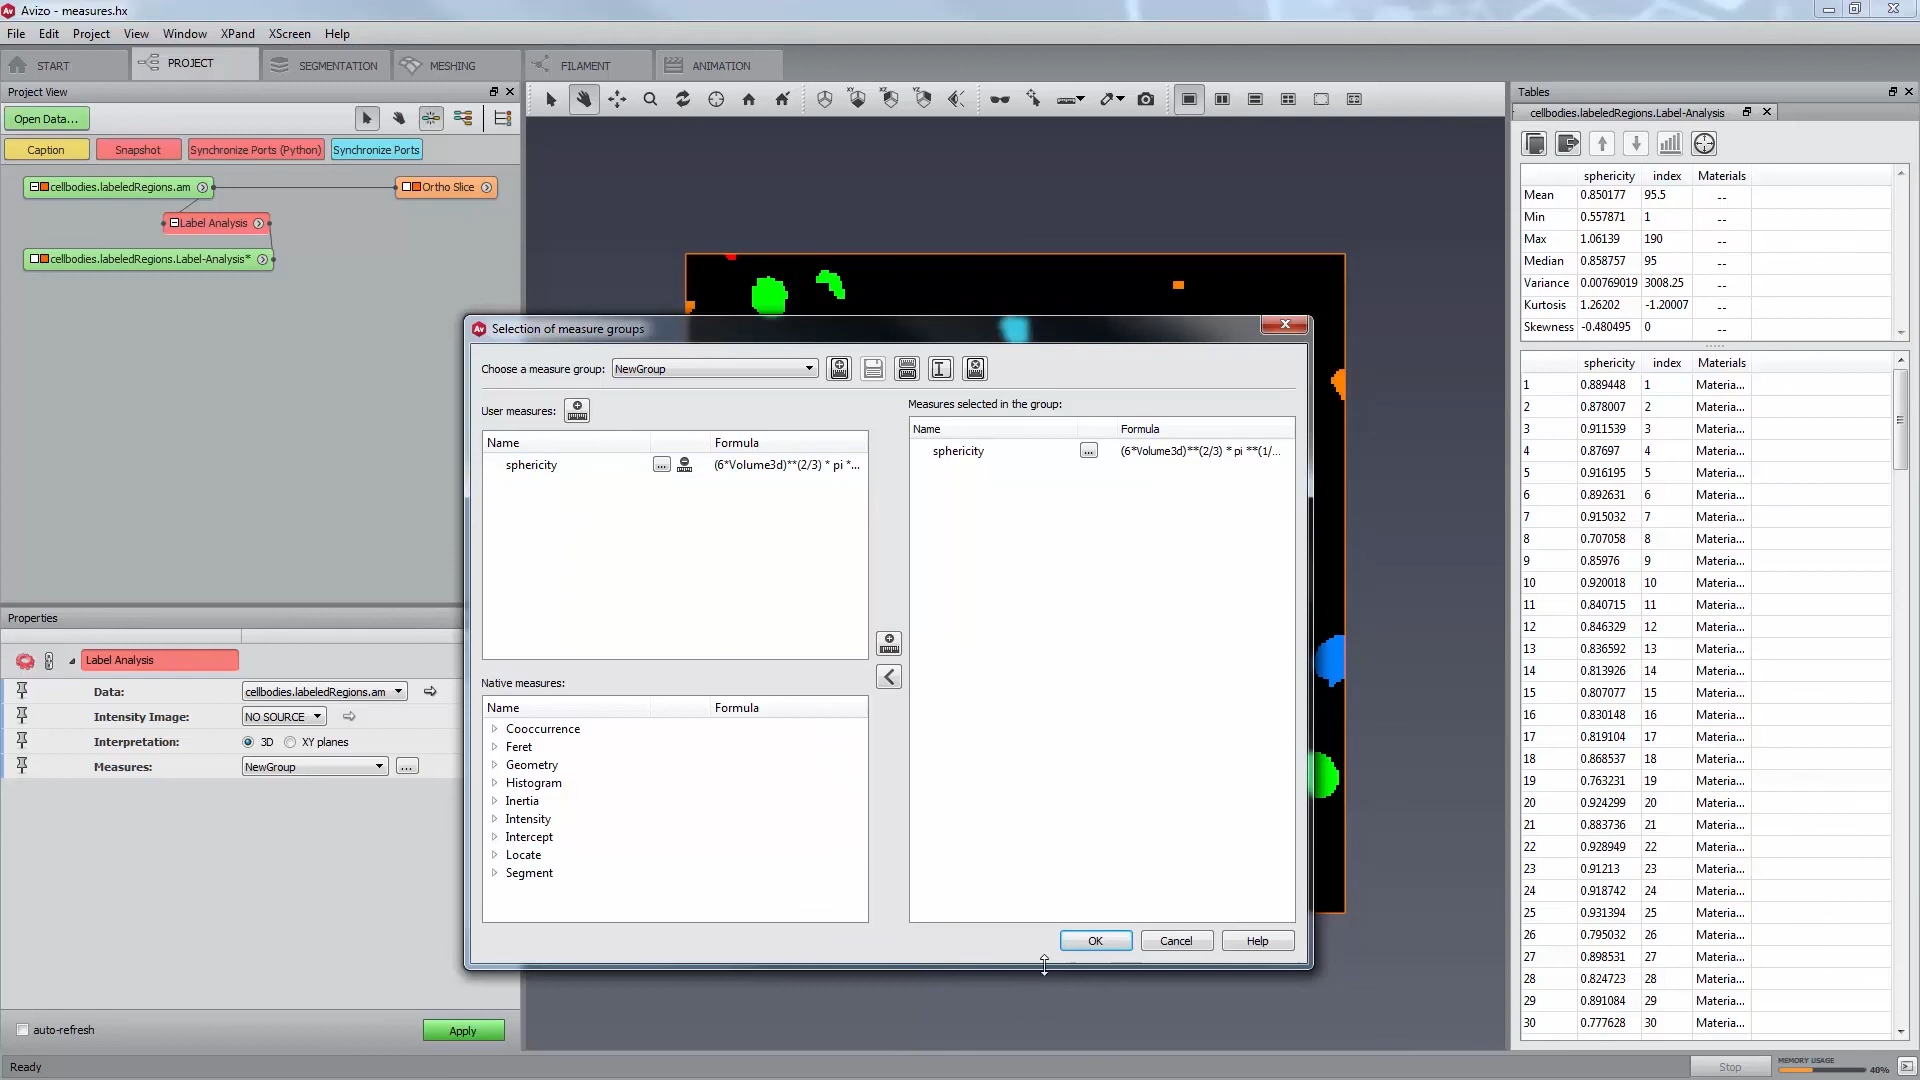 Avizo - measures.hx
File Edit Project View Window XPand XScreen Help
START PROJECT SEGMENTATION MESHING FILAMENT ANIMATION
Project View
Open Data...
Caption Snapshot Synchronize Ports (Python) Synchronize Ports
cellbodies.labeledRegions.am
Ortho Slice
Label Analysis
cellbodies.labeledRegions.Label-Analysis*
Properties
Label Analysis
Data: cellbodies.labeledRegions.am
Intensity Image: NO SOURCE
Interpretation: 3D XY planes
Measures: NewGroup ...
auto-refresh Apply
Ready
Selection of measure groups
Choose a measure group: NewGroup
User measures:
Name Formula
sphericity ... (6*Volume3d)**(2/3) * pi *...
Native measures:
Name Formula
Cooccurrence
Feret
Geometry
Histogram
Inertia
Intensity
Intercept
Locate
Segment
Measures selected in the group:
Name Formula
sphericity ... (6*Volume3d)**(2/3) * pi **(1/...
OK Cancel Help
Tables
cellbodies.labeledRegions.Label-Analysis
sphericity index Materials
Mean 0.850177 95.5 --
Min 0.557871 1 --
Max 1.06139 190 --
Median 0.858757 95 --
Variance 0.00769019 3008.25 --
Kurtosis 1.26202 -1.20007 --
Skewness -0.480495 0 --
sphericity index Materials
1 0.889448 1 Materia...
2 0.878007 2 Materia...
3 0.911539 3 Materia...
4 0.87697 4 Materia...
5 0.916195 5 Materia...
6 0.892631 6 Materia...
7 0.915032 7 Materia...
8 0.707058 8 Materia...
9 0.85976 9 Materia...
10 0.920018 10 Materia...
11 0.840715 11 Materia...
12 0.846329 12 Materia...
13 0.836592 13 Materia...
14 0.813926 14 Materia...
15 0.807077 15 Materia...
16 0.830148 16 Materia...
17 0.819104 17 Materia...
18 0.868537 18 Materia...
19 0.763231 19 Materia...
20 0.924299 20 Materia...
21 0.883736 21 Materia...
22 0.928949 22 Materia...
23 0.91213 23 Materia...
24 0.918742 24 Materia...
25 0.931394 25 Materia...
26 0.795032 26 Materia...
27 0.898531 27 Materia...
28 0.824723 28 Materia...
29 0.891084 29 Materia...
30 0.777628 30 Materia...
Stop MEMORY USAGE 40%